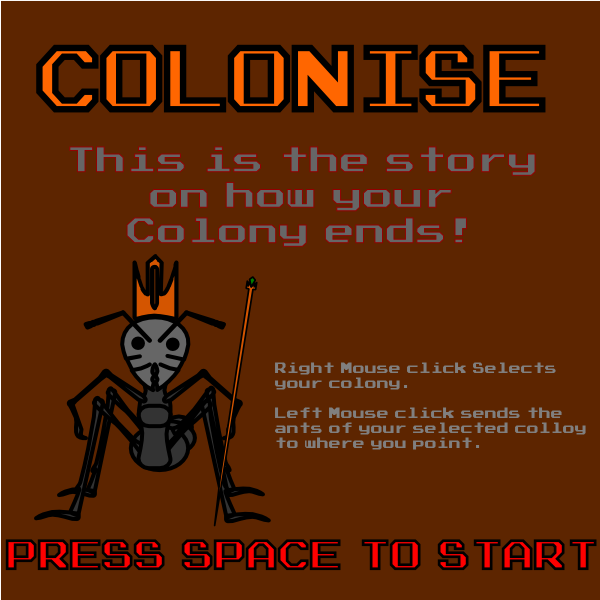 COLONISE
This is the story
on how your
Colony ends!
Right Mouse click Selects
your colony.
Left Mouse click sends the
ants of your selected colloy
to where you point.
PRESS SPACE TO START